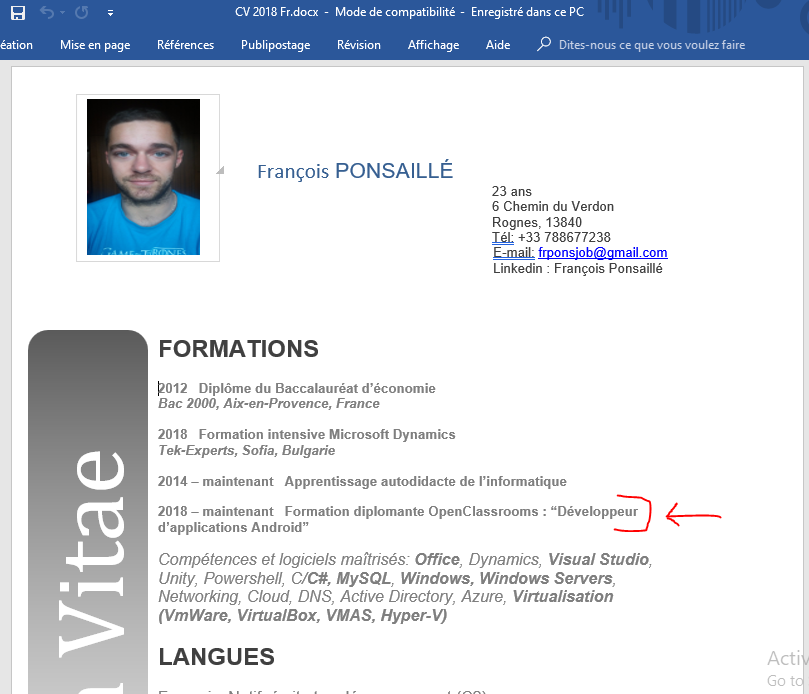 CV 2018 Fr.docx - Mode de compatibilité - Enregistré dans ce PC
éation Mise en page Références Publipostage Révision Affichage Aide Dites-nous ce que vous voulez faire
François PONSAILLÉ
23 ans
6 Chemin du Verdon
Rognes, 13840
Tél: +33 788677238
E-mail: frponsjob@gmail.com
Linkedin : François Ponsaillé
Vitae
FORMATIONS
2012 Diplôme du Baccalauréat d’économie
Bac 2000, Aix-en-Provence, France
2018 Formation intensive Microsoft Dynamics
Tek-Experts, Sofia, Bulgarie
2014 – maintenant Apprentissage autodidacte de l’informatique
2018 – maintenant Formation diplomante OpenClassrooms : “Développeur
d’applications Android”
Compétences et logiciels maîtrisés: Office, Dynamics, Visual Studio,
Unity, Powershell, C/C#, MySQL, Windows, Windows Servers,
Networking, Cloud, DNS, Active Directory, Azure, Virtualisation
(VmWare, VirtualBox, VMAS, Hyper-V)
LANGUES
Activ
Go to